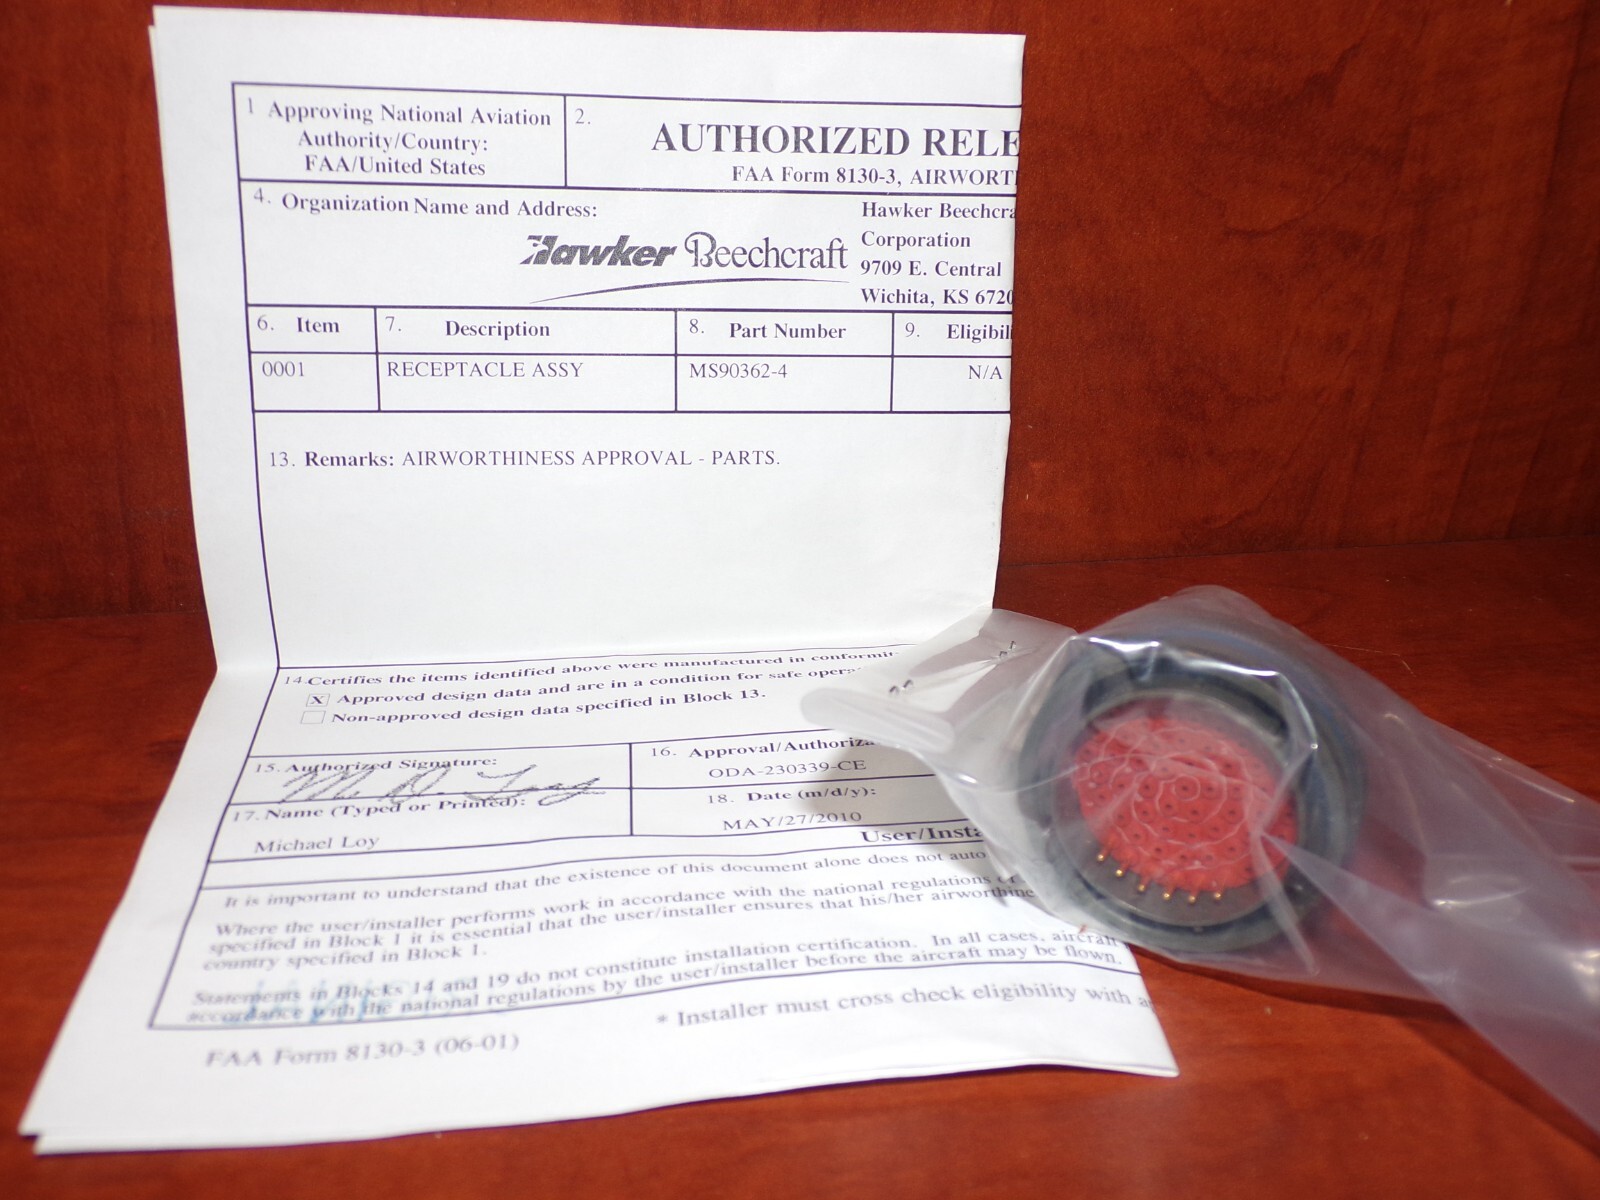 1 Approving National Aviation
Authority/Country:
FAA/United States
2.
AUTHORIZED RELE
FAA Form 8130-3, AIRWORTI
4. Organization Name and Address:
Hawker Beechcraft
Hawker Beechcra
Corporation
9709 E. Central
Wichita, KS 6720
6. Item
7. Description
8. Part Number
9. Eligibil
0001
RECEPTACLE ASSY
MS90362-4
N/A
13. Remarks: AIRWORTHINESS APPROVAL - PARTS.
14. Certifies the items identified above were manufactured in conformit
X Approved design data and are in a condition for safe opera
Non-approved design data specified in Block 13.
15. Authorized Signature:
M. D. Loy
16. Approval/Authoriza
ODA-230339-CE
17. Name (Typed or Printed):
Michael Loy
18. Date (m/d/y):
MAY/27/2010
User/Insta
It is important to understand that the existence of this document alone does not auto
Where the user/installer performs work in accordance with the national regulations
specified in Block 1 it is essential that the user/installer ensures that his/her airworthine
country specified in Block 1.
Statements in Blocks 14 and 19 do not constitute installation certification. In all cases, aircraft
accordance with the national regulations by the user/installer before the aircraft may be flown.
* Installer must cross check eligibility with a
FAA Form 8130-3 (06-01)